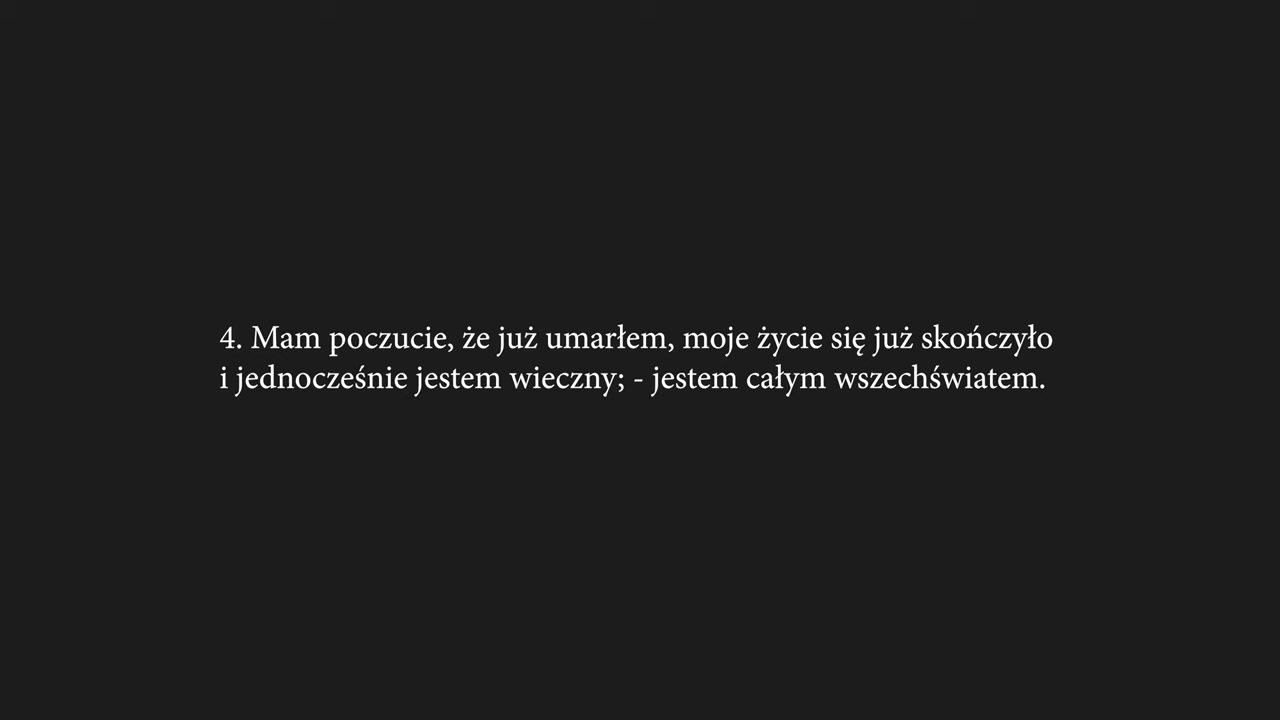 4. Mam poczucie, że już umarłem, moje życie się już skończyło
i jednocześnie jestem wieczny; - jestem całym wszechświatem.